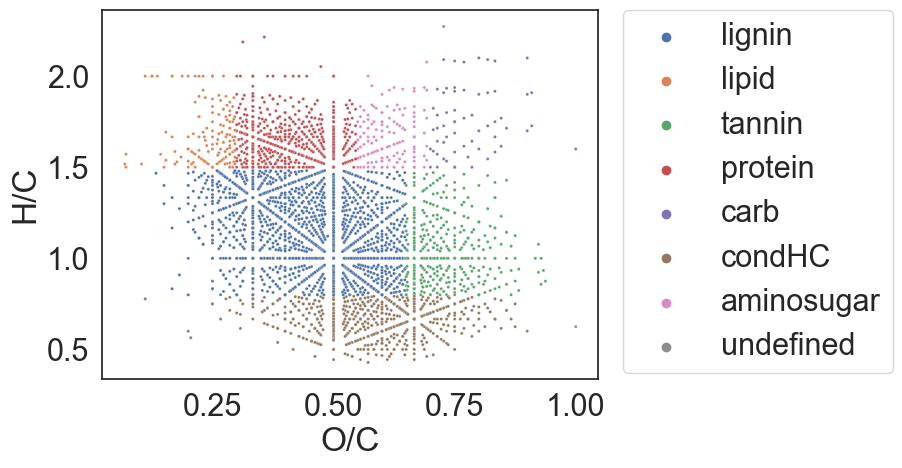 2.0
1.5
1.0
0.5
H/C
0.25
0.50
0.75
1.00
O/C
lignin
lipid
tannin
protein
carb
condHC
aminosugar
undefined